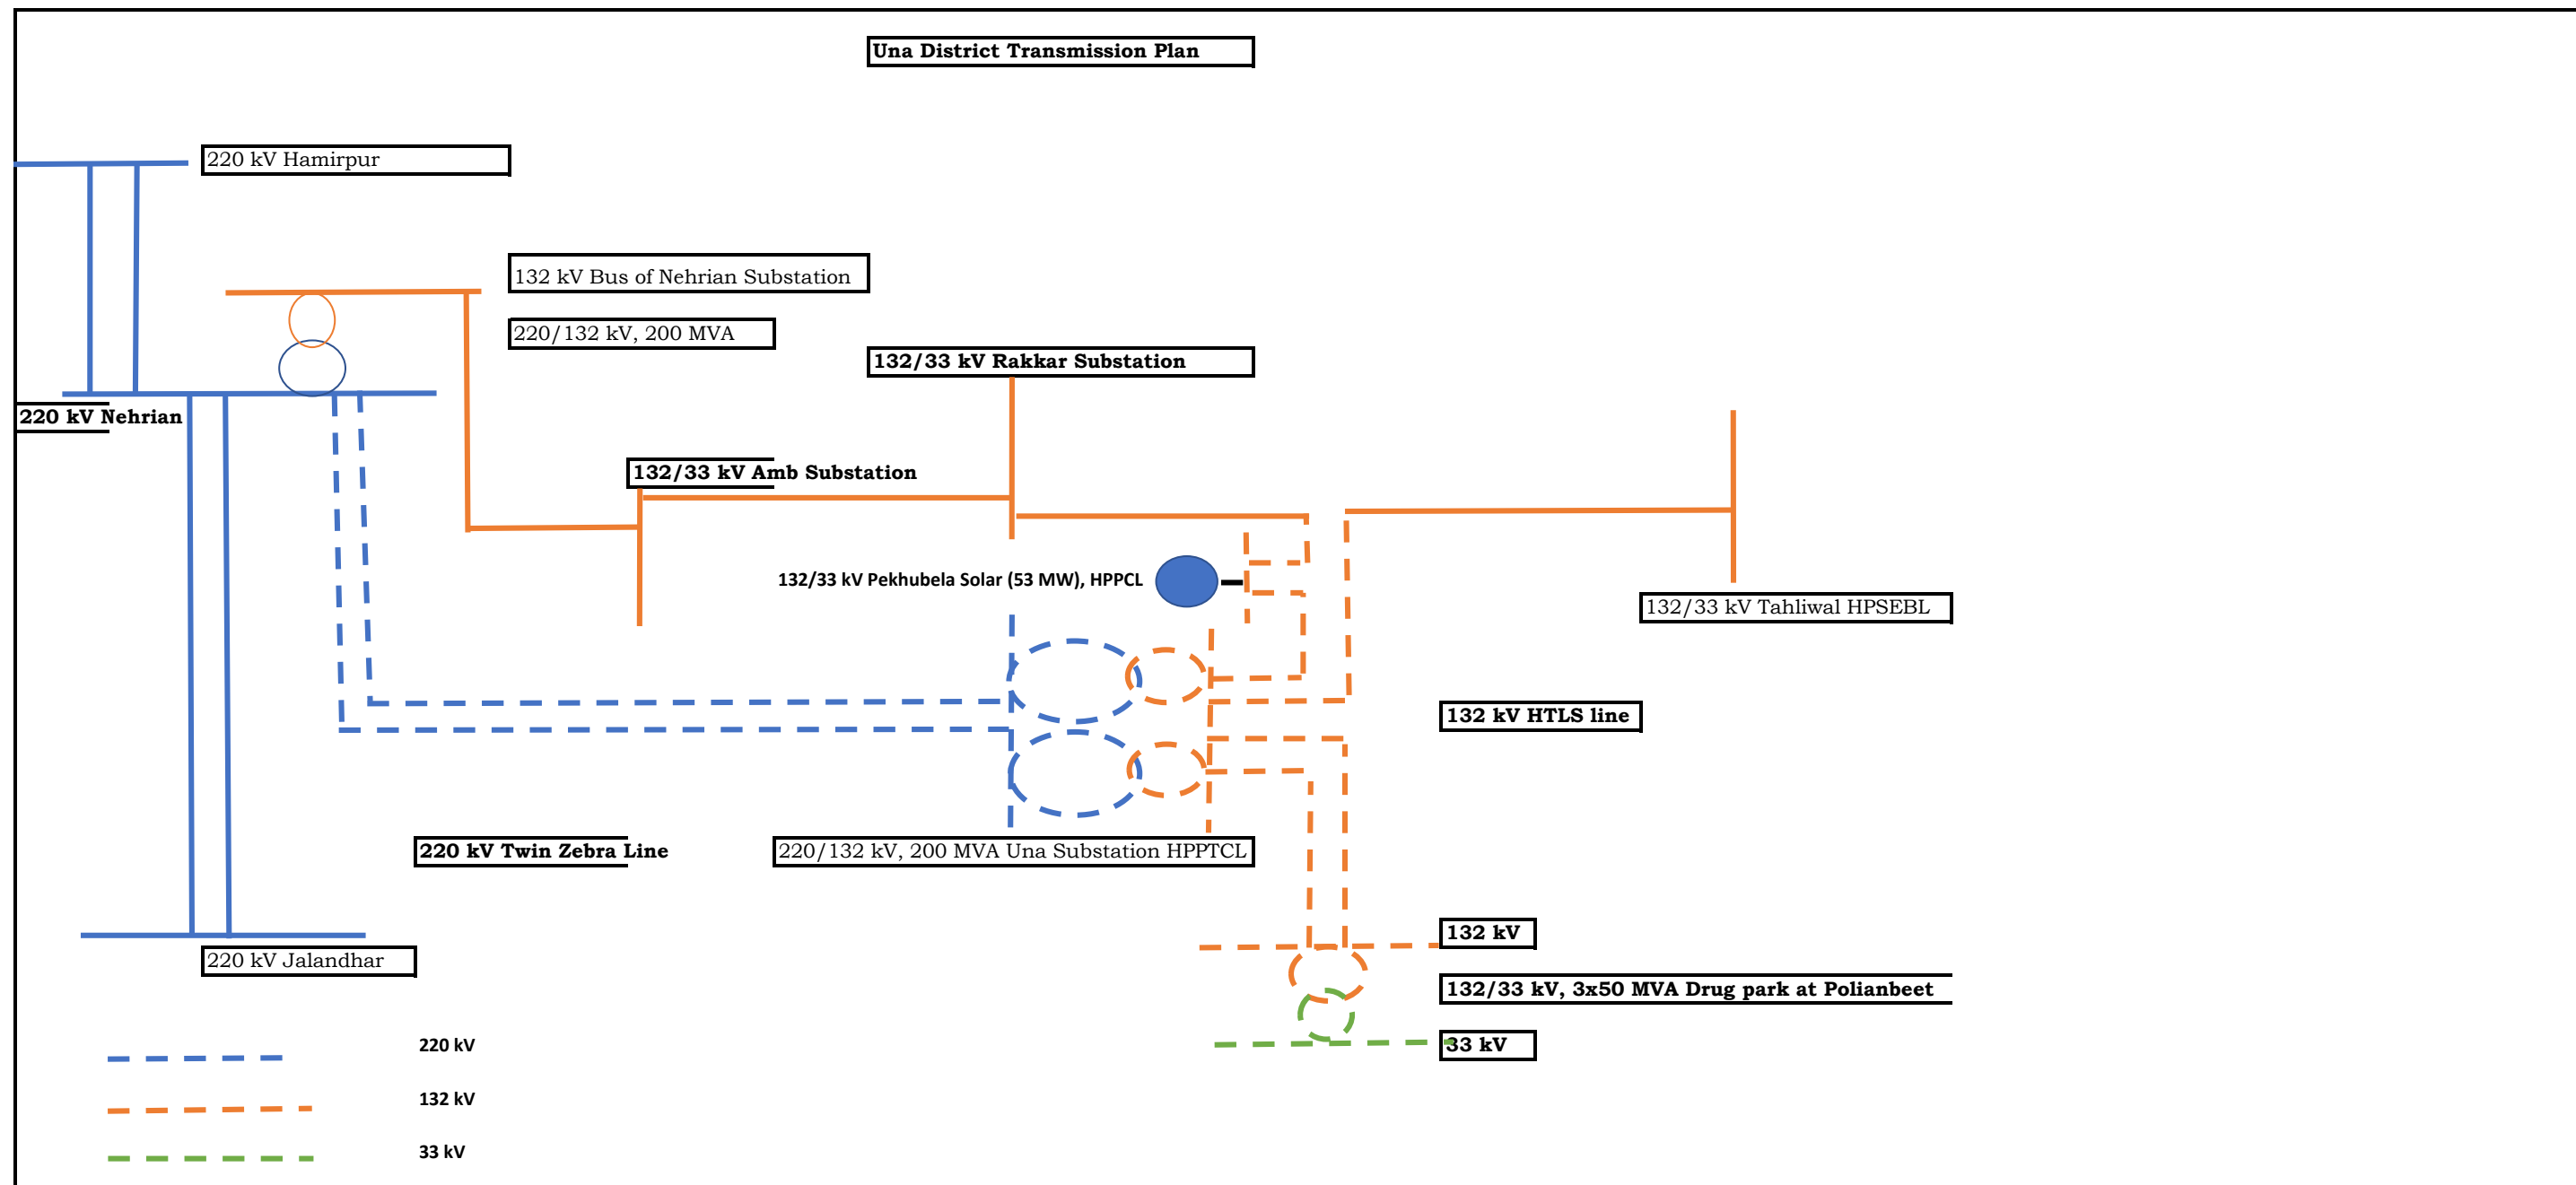 Una District Transmission Plan
220 kV Hamirpur
132 kV Bus of Nehrian Substation
220/132 kV, 200 MVA
132/33 kV Rakkar Substation
220 kV Nehrian
132/33 kV Amb Substation
132/33 kV Pekhubela Solar (53 MW), HPPCL
132/33 kV Tahliwal HPSEBL
132 kV HTLS line
220 kV Twin Zebra Line
220/132 kV, 200 MVA Una Substation HPPTCL
132 kV
220 kV Jalandhar
132/33 kV, 3x50 MVA Drug park at Polianbeet
33 kV
220 kV
132 kV
33 kV